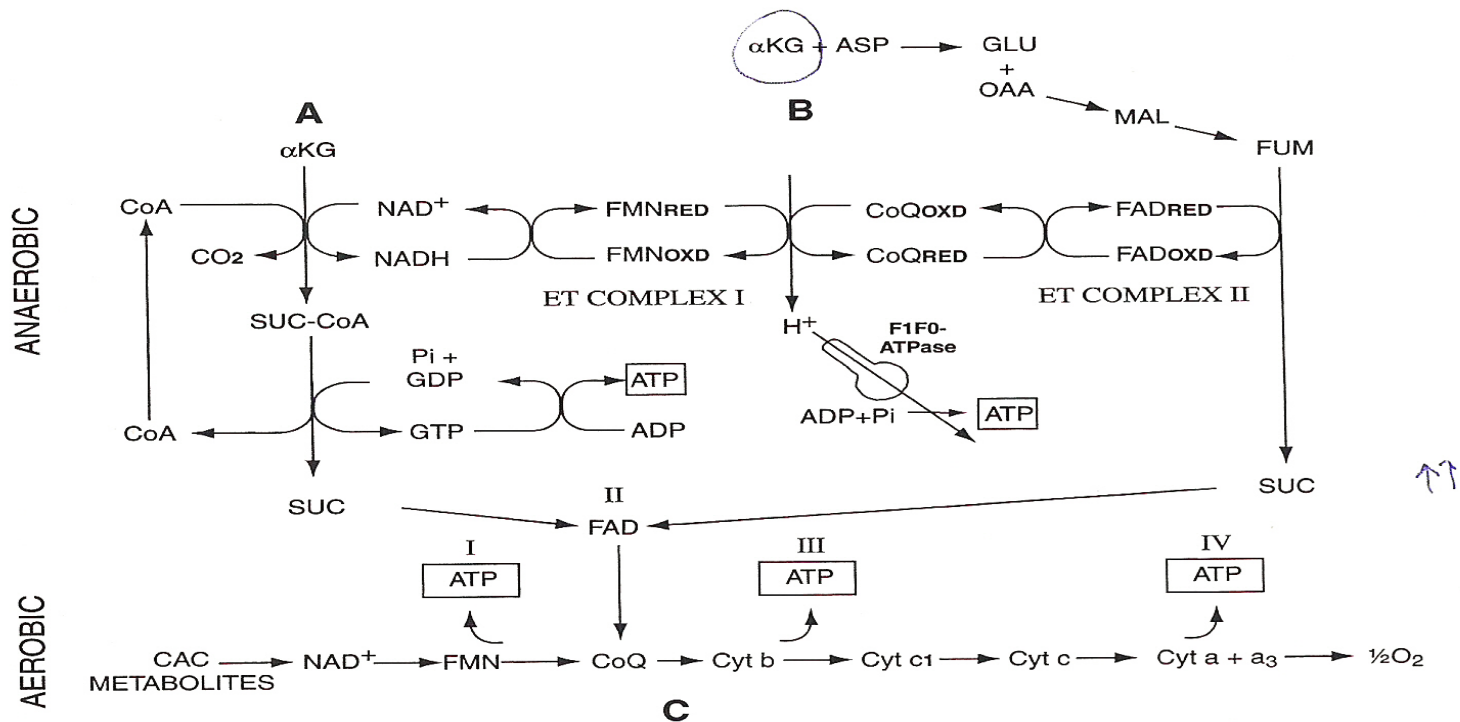 αKG + ASP GLU
+
OAA
MAL
FUM
A
B
αKG
ANAEROBIC
CoA NAD+ FMNRED CoQOXD FADRED
CO2 NADH FMNOXD CoQRED FADOXD
ET COMPLEX I ET COMPLEX II
SUC-CoA
H+
F1F0-
ATPase
Pi +
GDP ATP
ADP+Pi ATP
CoA GTP ADP
SUC
SUC
II
FAD
↑↑
I
ATP
III
ATP
IV
ATP
AEROBIC
CAC
METABOLITES
NAD+ FMN CoQ Cyt b Cyt c1 Cyt c Cyt a + a3 ½O2
C